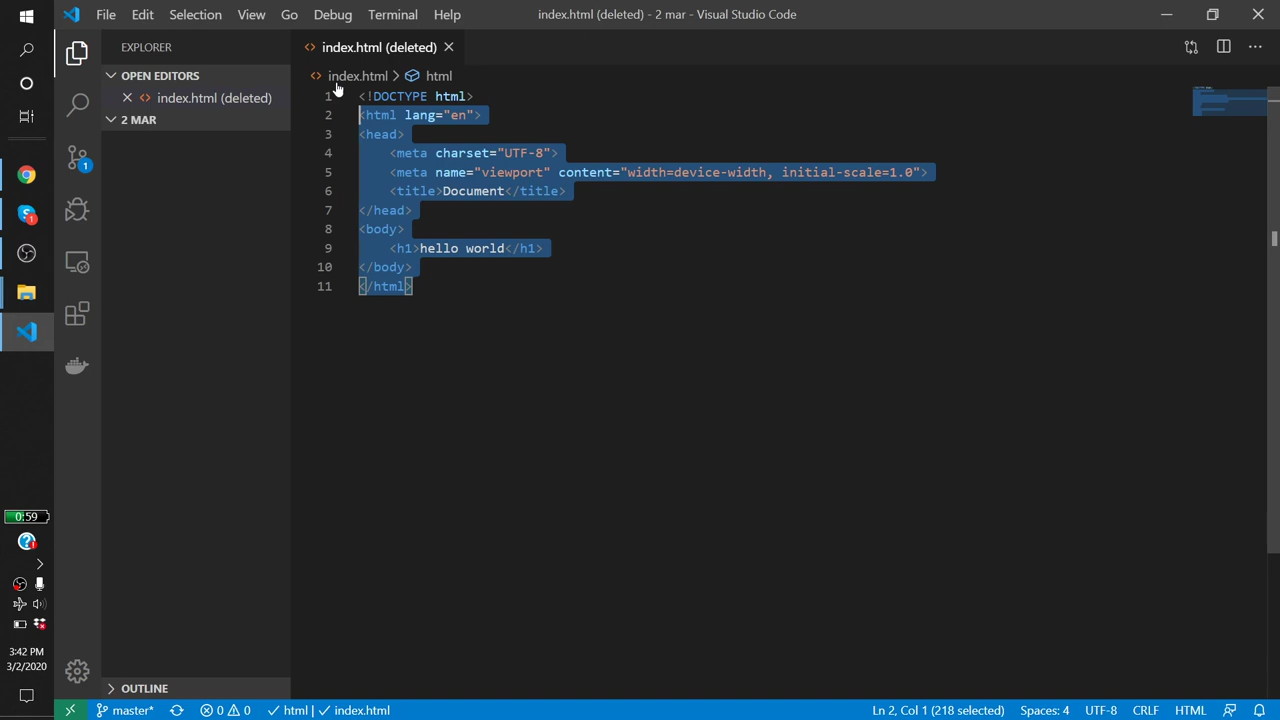 File Edit Selection View Go Debug Terminal Help index.html (deleted) - 2 mar - Visual Studio Code
EXPLORER
OPEN EDITORS
index.html (deleted)
2 MAR
index.html (deleted)
index.html > html
1 <!DOCTYPE html>
2 <html lang="en">
3 <head>
4 <meta charset="UTF-8">
5 <meta name="viewport" content="width=device-width, initial-scale=1.0">
6 <title>Document</title>
7 </head>
8 <body>
9 <h1>hello world</h1>
10 </body>
11 </html>
1
1
0:59
3:42 PM
3/2/2020
OUTLINE
master* 0 0 html | index.html Ln 2, Col 1 (218 selected) Spaces: 4 UTF-8 CRLF HTML